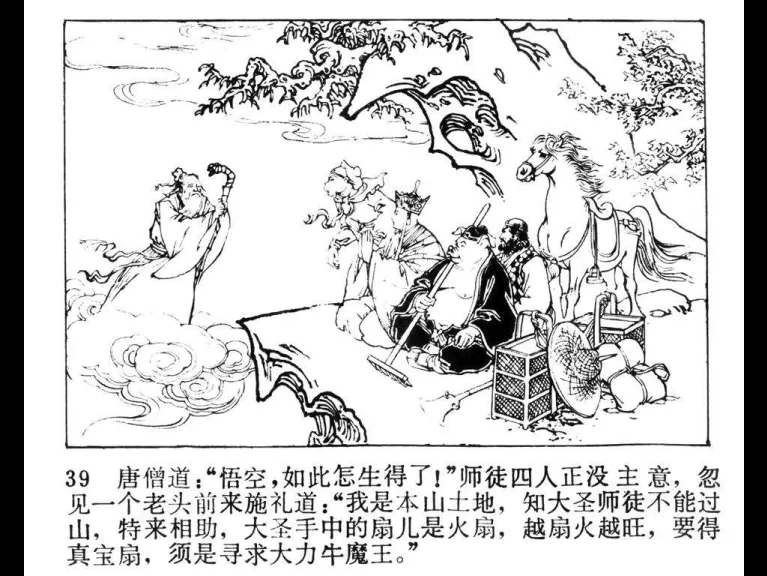 39 唐僧道：“悟空，如此怎生得了！”师徒四人正没主意，忽
见一个老头前来施礼道：“我是本山土地，知大圣师徒不能过
山，特来相助，大圣手中的扇儿是火扇，越扇火越旺，要得
真宝扇，须是寻求大力牛魔王。”